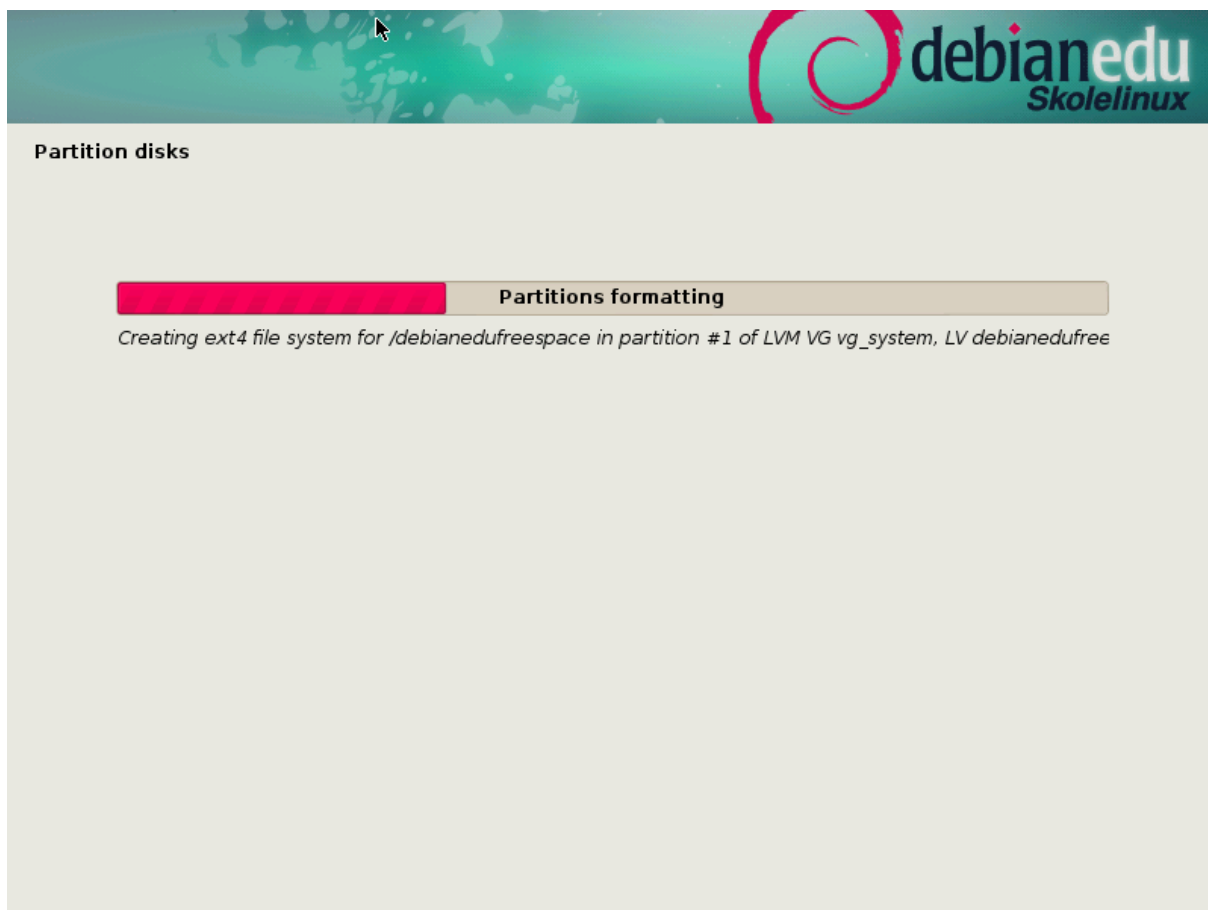 debianedu
Skolelinux
Partition disks
Partitions formatting
Creating ext4 file system for /debianedufreespace in partition #1 of LVM VG vg_system, LV debianedufree